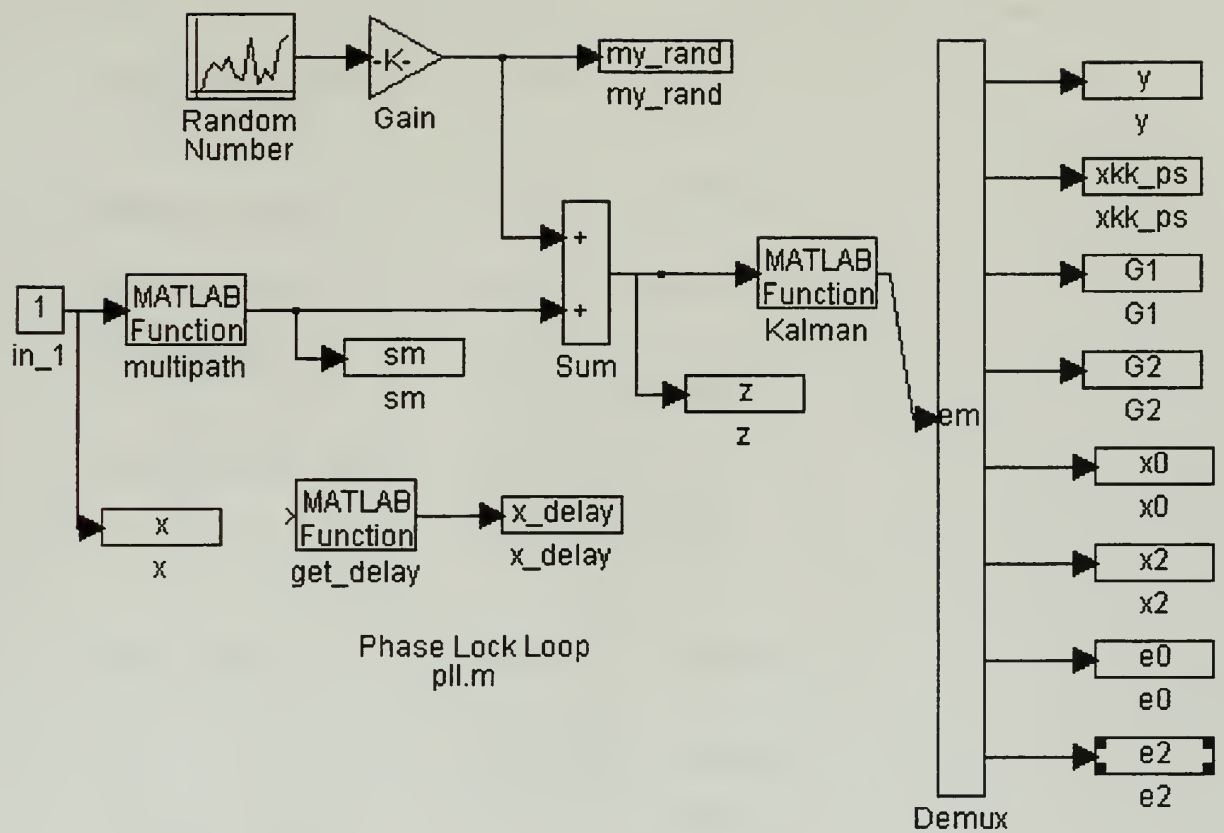 -K-
my_rand
my_rand
Random
Number
Gain
y
y
xkk_ps
xkk_ps
+
+
Sum
MATLAB
Function
Kalman
G1
G1
1
in_1
MATLAB
Function
multipath
sm
sm
z
z
G2
G2
em
x0
x0
x
x
MATLAB
Function
get_delay
x_delay
x_delay
x2
x2
Phase Lock Loop
pll.m
e0
e0
e2
e2
Demux